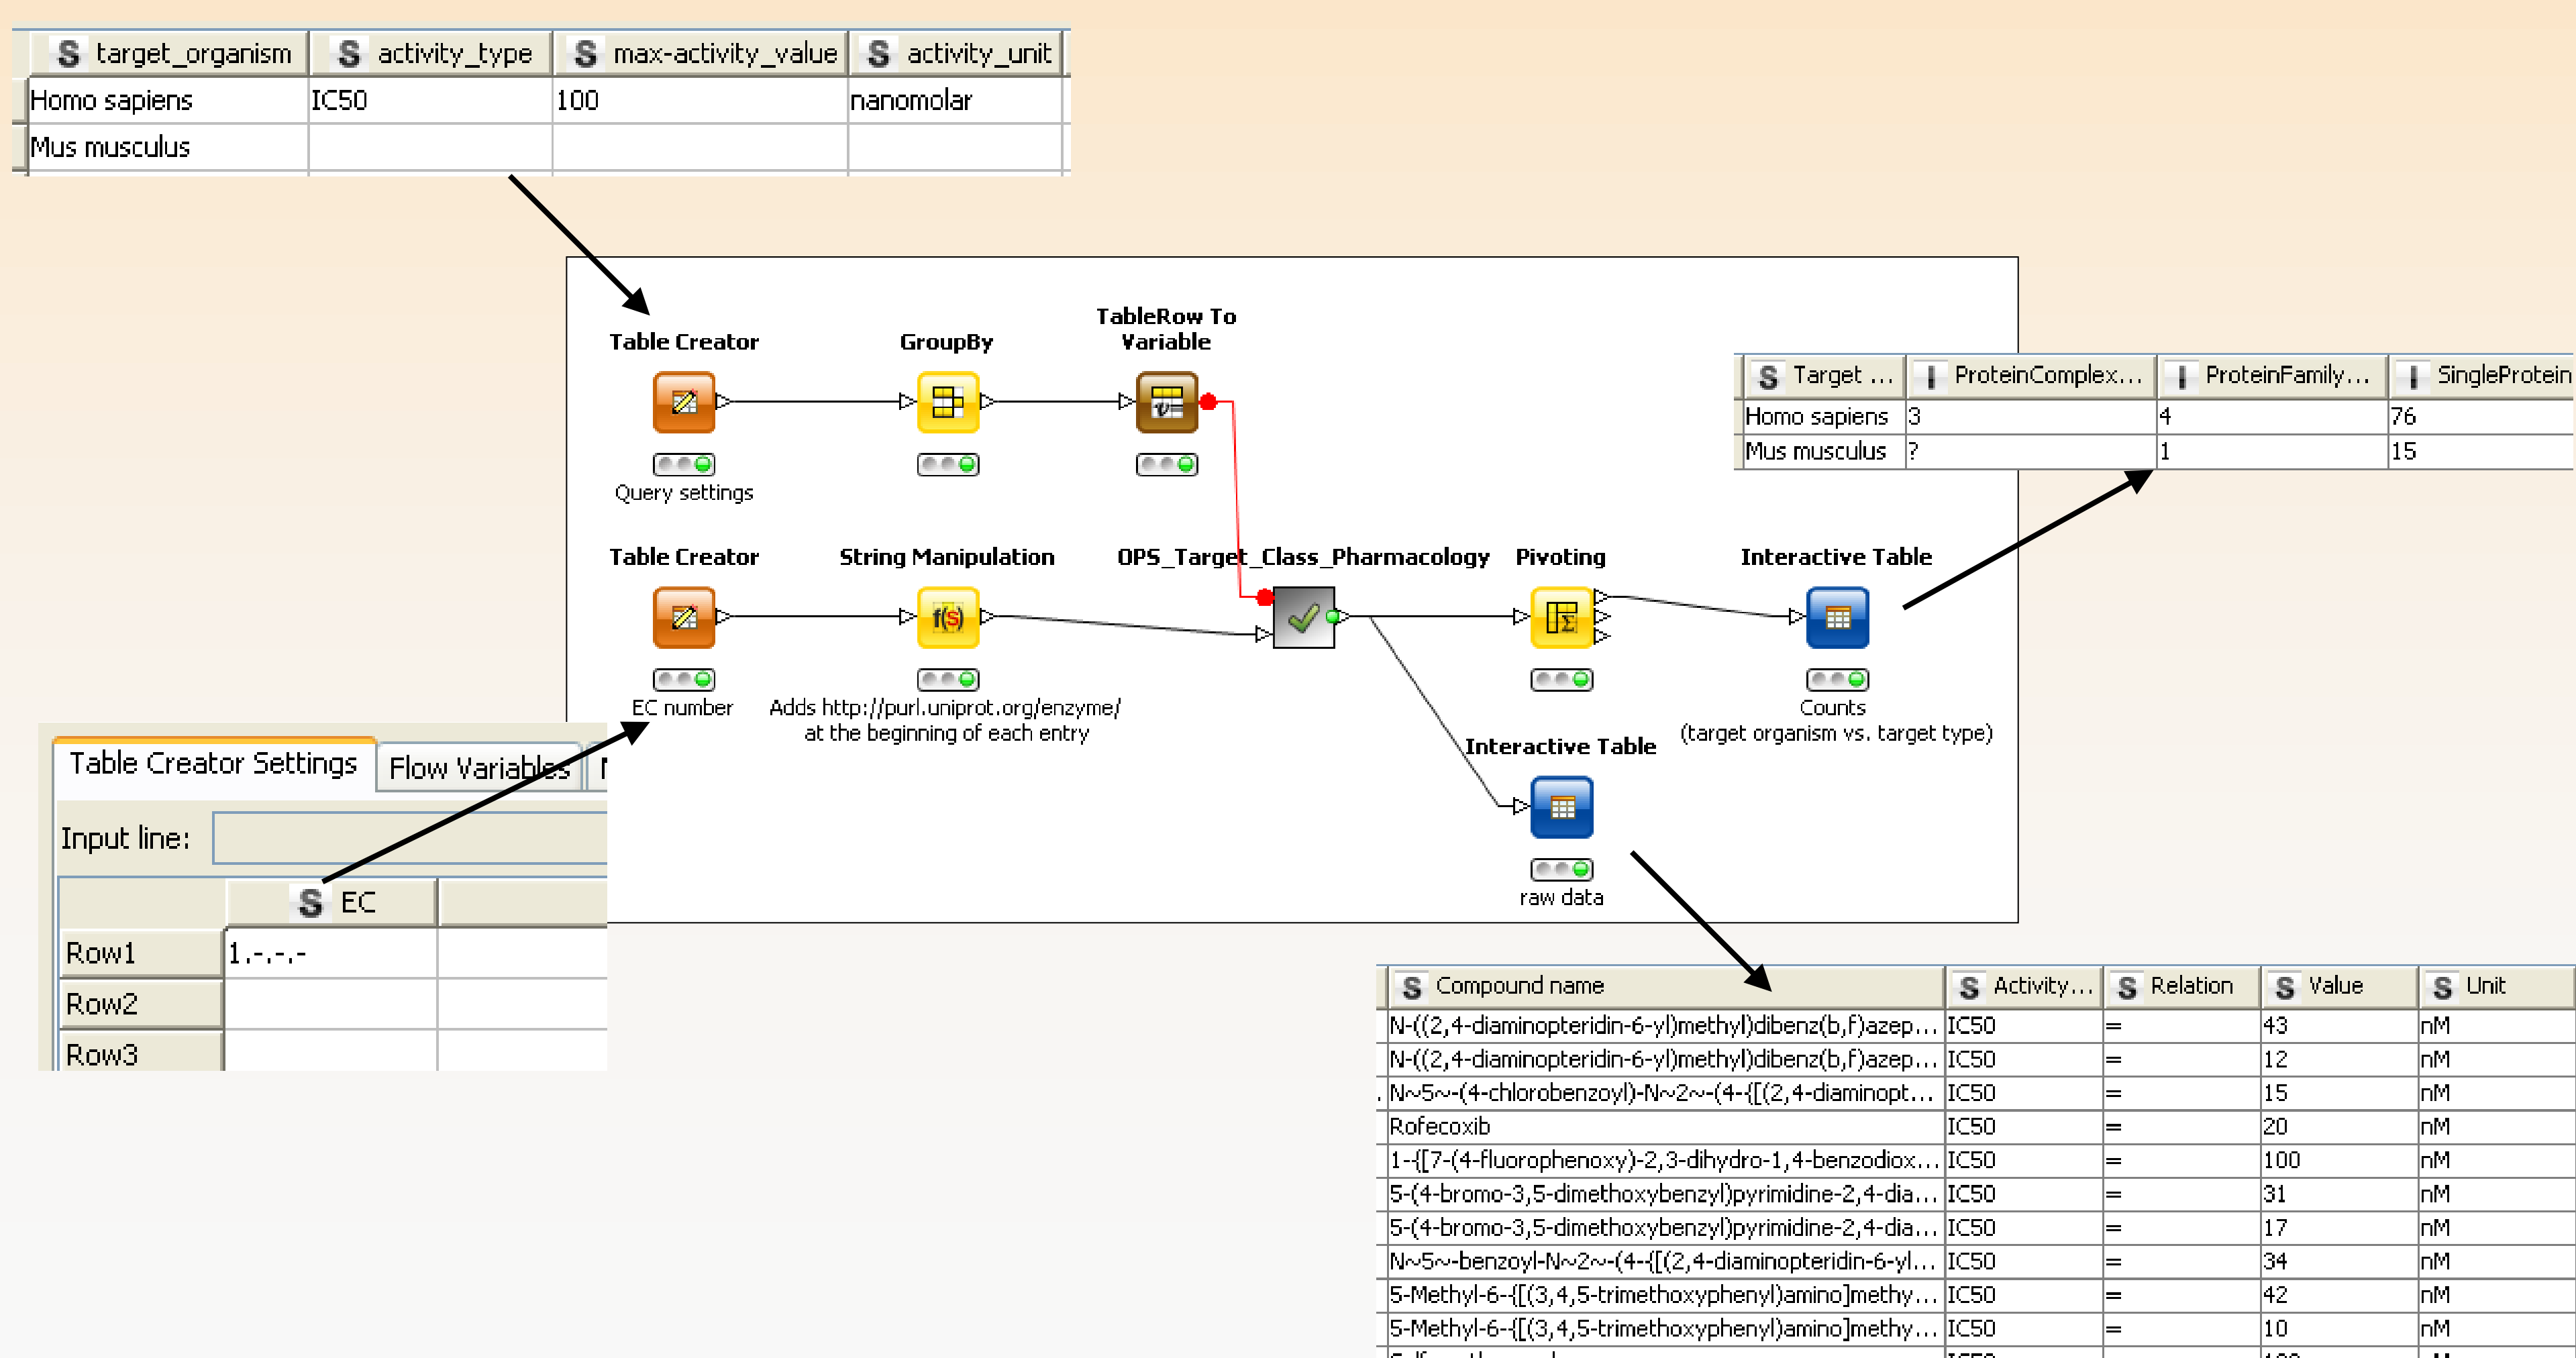 S target_organism S activity_type S max-activity_value S activity_unit
Homo sapiens IC50 100 nanomolar
Mus musculus
TableRow To
Variable
Table Creator GroupBy
Query settings
S Target ... I ProteinComplex... I ProteinFamily... I SingleProtein
Homo sapiens 3 4 76
Mus musculus ? 1 15
Table Creator String Manipulation OPS_Target_Class_Pharmacology Pivoting Interactive Table
f(S)
EC number Adds http://purl.uniprot.org/enzyme/
at the beginning of each entry
Counts
(target organism vs. target type)
Interactive Table
raw data
Table Creator Settings Flow Variables
Input line:
S EC
Row1 1.-.-.-
Row2
Row3
S Compound name S Activity... S Relation S Value S Unit
N-((2,4-diaminopteridin-6-yl)methyl)dibenz(b,f)azep... IC50 = 43 nM
N-((2,4-diaminopteridin-6-yl)methyl)dibenz(b,f)azep... IC50 = 12 nM
N~5~-(4-chlorobenzoyl)-N~2~-(4-{[(2,4-diaminopt... IC50 = 15 nM
Rofecoxib IC50 = 20 nM
1-{[7-(4-fluorophenoxy)-2,3-dihydro-1,4-benzodiox... IC50 = 100 nM
5-(4-bromo-3,5-dimethoxybenzyl)pyrimidine-2,4-dia... IC50 = 31 nM
5-(4-bromo-3,5-dimethoxybenzyl)pyrimidine-2,4-dia... IC50 = 17 nM
N~5~-benzoyl-N~2~-(4-{[(2,4-diaminopteridin-6-yl... IC50 = 34 nM
5-Methyl-6-{[(3,4,5-trimethoxyphenyl)amino]methy... IC50 = 42 nM
5-Methyl-6-{[(3,4,5-trimethoxyphenyl)amino]methy... IC50 = 10 nM